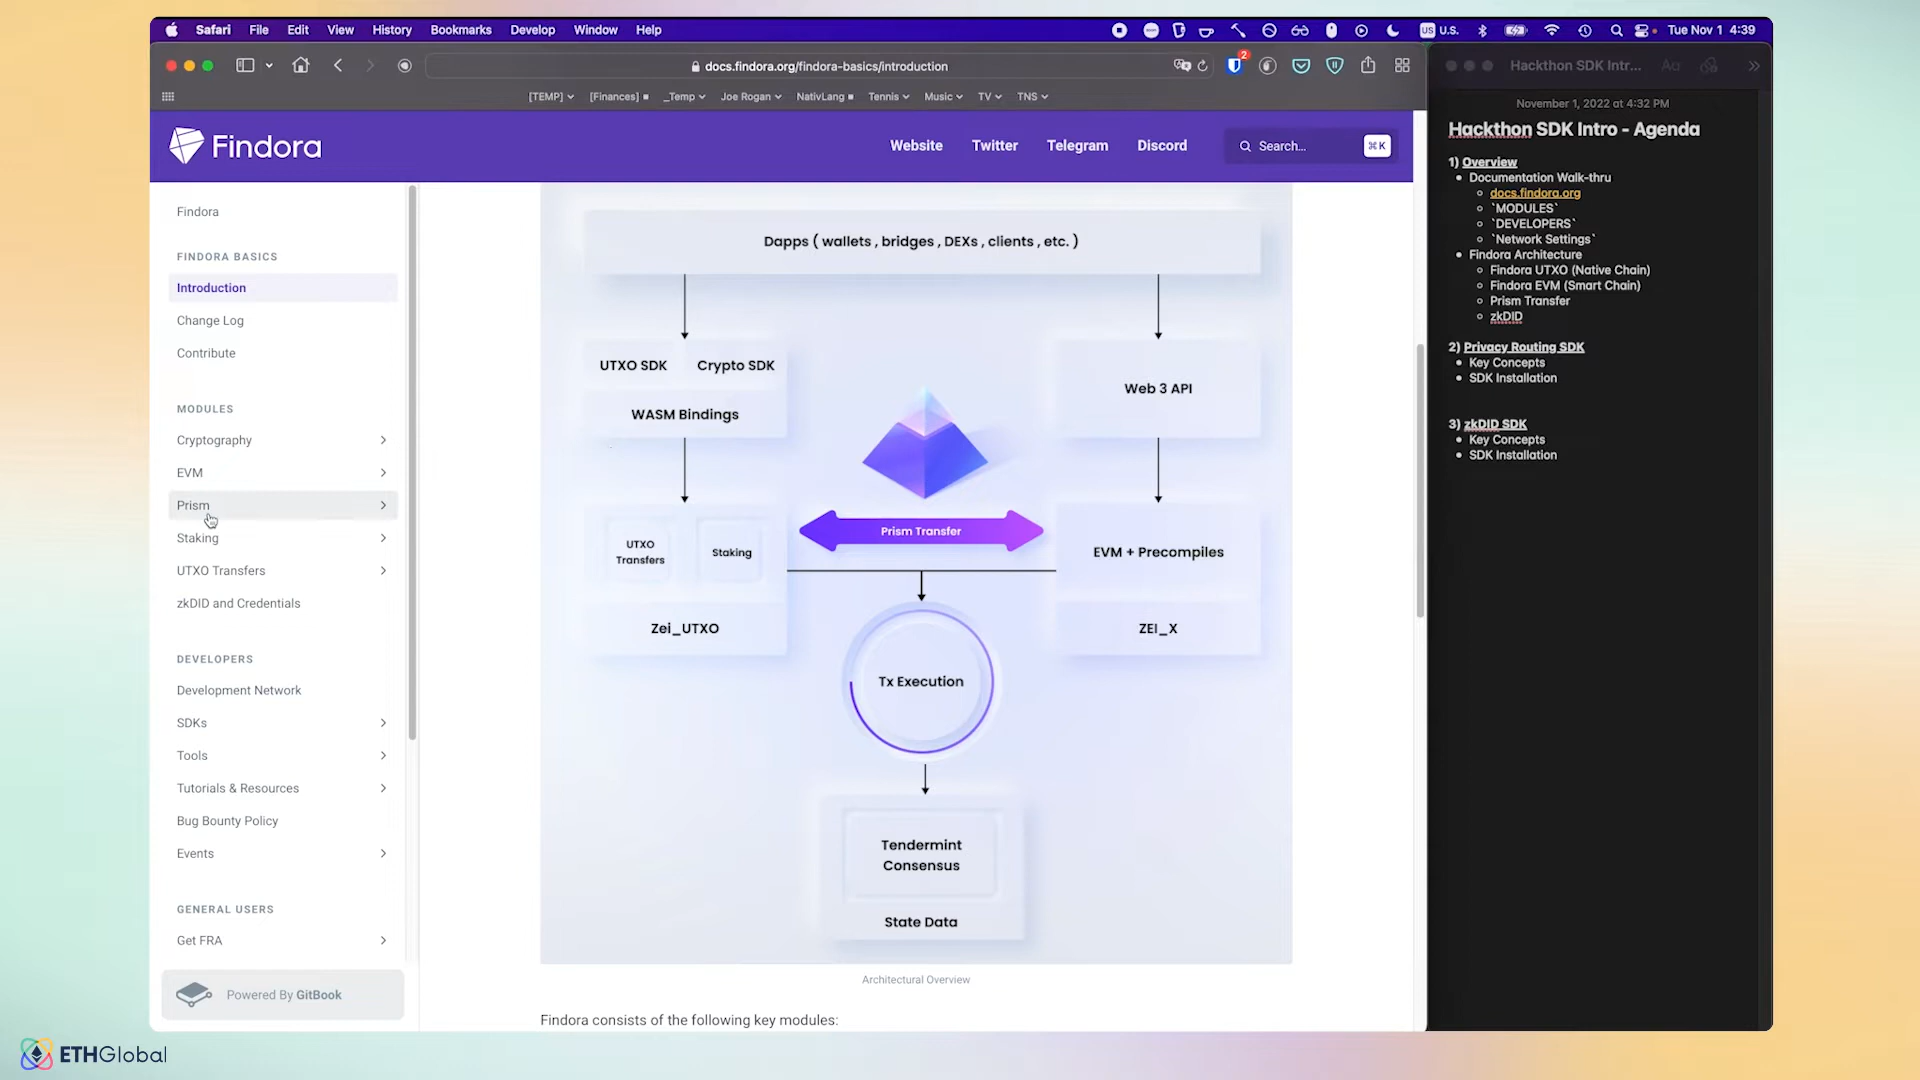 Safari File Edit View History Bookmarks Develop Window Help
US U.S. Tue Nov 1 4:39
docs.findora.org/findora-basics/introduction
2
[TEMP] [Finances] _Temp Joe Rogan NativLang Tennis Music TV TNS
Findora
Website Twitter Telegram Discord Search... ⌘K
Findora
FINDORA BASICS
Introduction
Change Log
Contribute
MODULES
Cryptography
EVM
Prism
Staking
UTXO Transfers
zkDID and Credentials
DEVELOPERS
Development Network
SDKs
Tools
Tutorials & Resources
Bug Bounty Policy
Events
GENERAL USERS
Get FRA
Powered By GitBook
Dapps ( wallets , bridges , DEXs , clients , etc. )
UTXO SDK Crypto SDK
WASM Bindings
Web 3 API
UTXO
Transfers
Staking
Prism Transfer
EVM + Precompiles
Zei_UTXO
ZEI_X
Tx Execution
Tendermint
Consensus
State Data
Architectural Overview
Findora consists of the following key modules:
Hackthon SDK Intr... Aa
November 1, 2022 at 4:32 PM
Hackthon SDK Intro - Agenda
1) Overview
• Documentation Walk-thru
○ docs.findora.org
○ `MODULES`
○ `DEVELOPERS`
○ `Network Settings`
• Findora Architecture
○ Findora UTXO (Native Chain)
○ Findora EVM (Smart Chain)
○ Prism Transfer
○ zkDID
2) Privacy Routing SDK
• Key Concepts
• SDK Installation
3) zkDID SDK
• Key Concepts
• SDK Installation
ETHGlobal